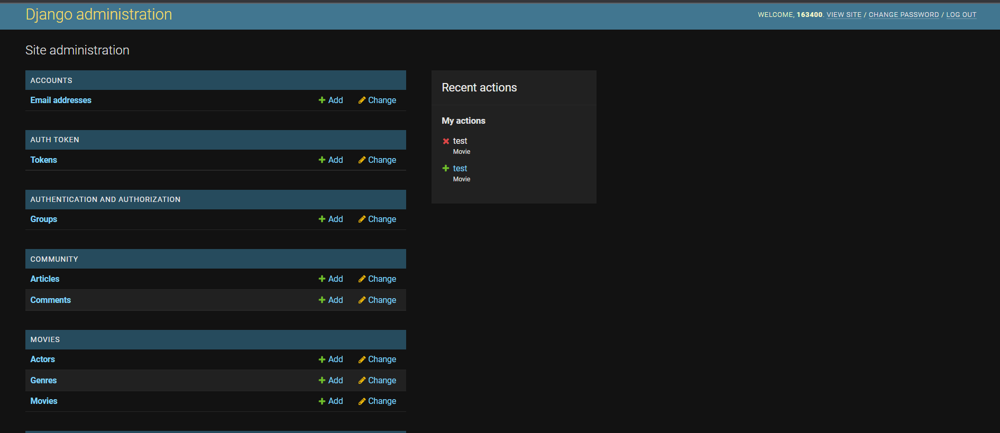 Django administration
WELCOME, 163400. VIEW SITE / CHANGE PASSWORD / LOG OUT
Site administration
ACCOUNTS
Email addresses Add Change
AUTH TOKEN
Tokens Add Change
AUTHENTICATION AND AUTHORIZATION
Groups Add Change
COMMUNITY
Articles Add Change
Comments Add Change
MOVIES
Actors Add Change
Genres Add Change
Movies Add Change
Recent actions
My actions
test
Movie
test
Movie